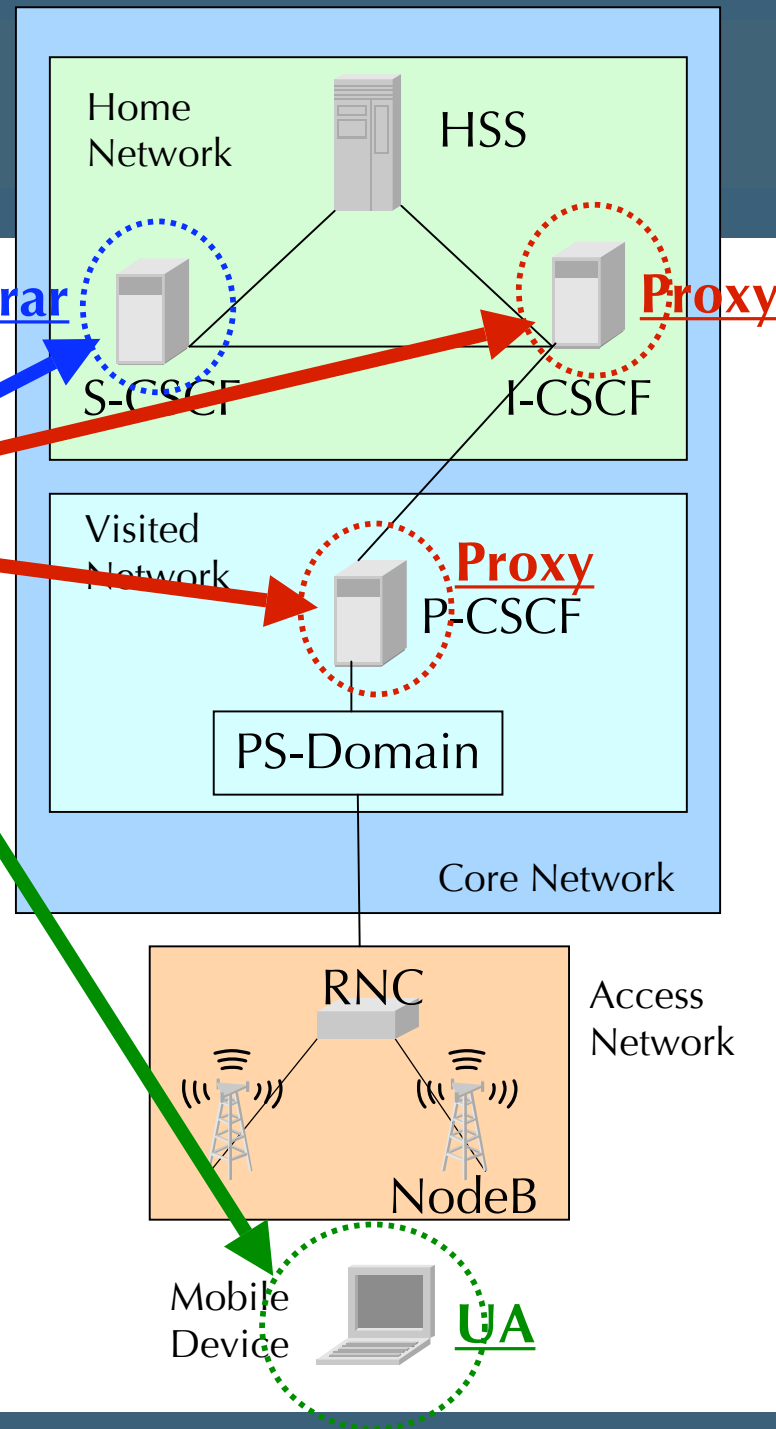 Home
Network
HSS
rar
Proxy
S-CSCF
I-CSCF
Visited
Network
Proxy
P-CSCF
PS-Domain
Core Network
RNC
Access
Network
NodeB
Mobile
Device
UA